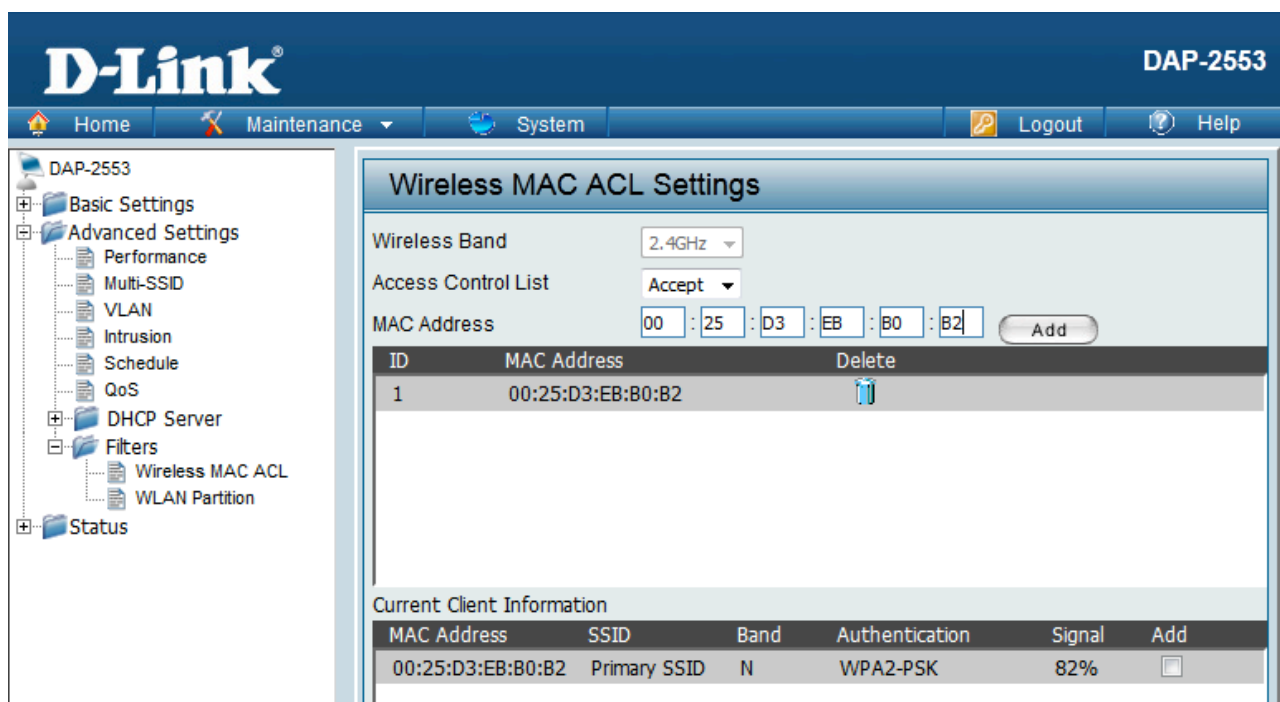 D-Link®
DAP-2553
Home Maintenance System Logout Help
DAP-2553
Basic Settings
Advanced Settings
Performance
Multi-SSID
VLAN
Intrusion
Schedule
QoS
DHCP Server
Filters
Wireless MAC ACL
WLAN Partition
Status
Wireless MAC ACL Settings
Wireless Band 2.4GHz
Access Control List Accept
MAC Address 00 : 25 : D3 : EB : B0 : B2 Add
ID MAC Address Delete
1 00:25:D3:EB:B0:B2
Current Client Information
MAC Address SSID Band Authentication Signal Add
00:25:D3:EB:B0:B2 Primary SSID N WPA2-PSK 82%